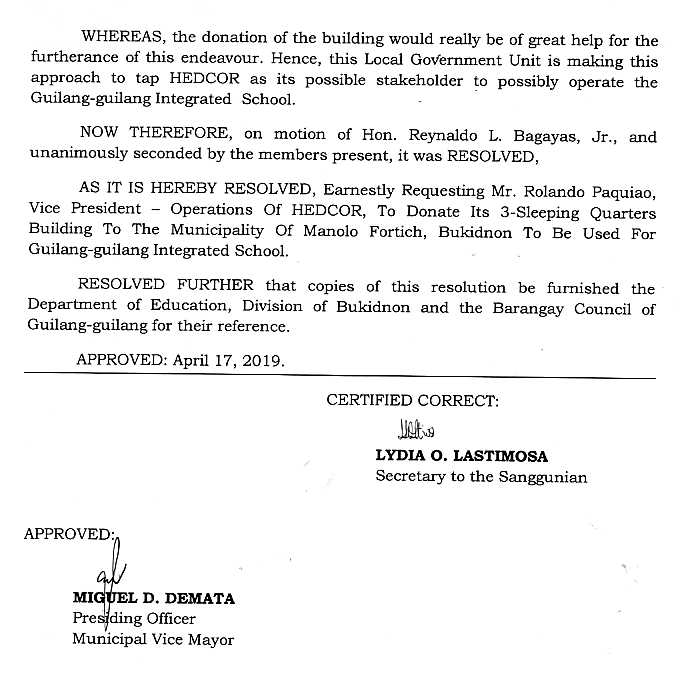 WHEREAS, the donation of the building would really be of great help for the
furtherance of this endeavour. Hence, this Local Government Unit is making this
approach to tap HEDCOR as its possible stakeholder to possibly operate the
Guilang-guilang Integrated School.
NOW THEREFORE, on motion of Hon. Reynaldo L. Bagayas, Jr., and
unanimously seconded by the members present, it was RESOLVED,
AS IT IS HEREBY RESOLVED, Earnestly Requesting Mr. Rolando Paquiao,
Vice President – Operations Of HEDCOR, To Donate Its 3-Sleeping Quarters
Building To The Municipality Of Manolo Fortich, Bukidnon To Be Used For
Guilang-guilang Integrated School.
RESOLVED FURTHER that copies of this resolution be furnished the
Department of Education, Division of Bukidnon and the Barangay Council of
Guilang-guilang for their reference.
APPROVED: April 17, 2019.
CERTIFIED CORRECT:
LYDIA O. LASTIMOSA
Secretary to the Sanggunian
APPROVED:
MIGUEL D. DEMATA
Presiding Officer
Municipal Vice Mayor